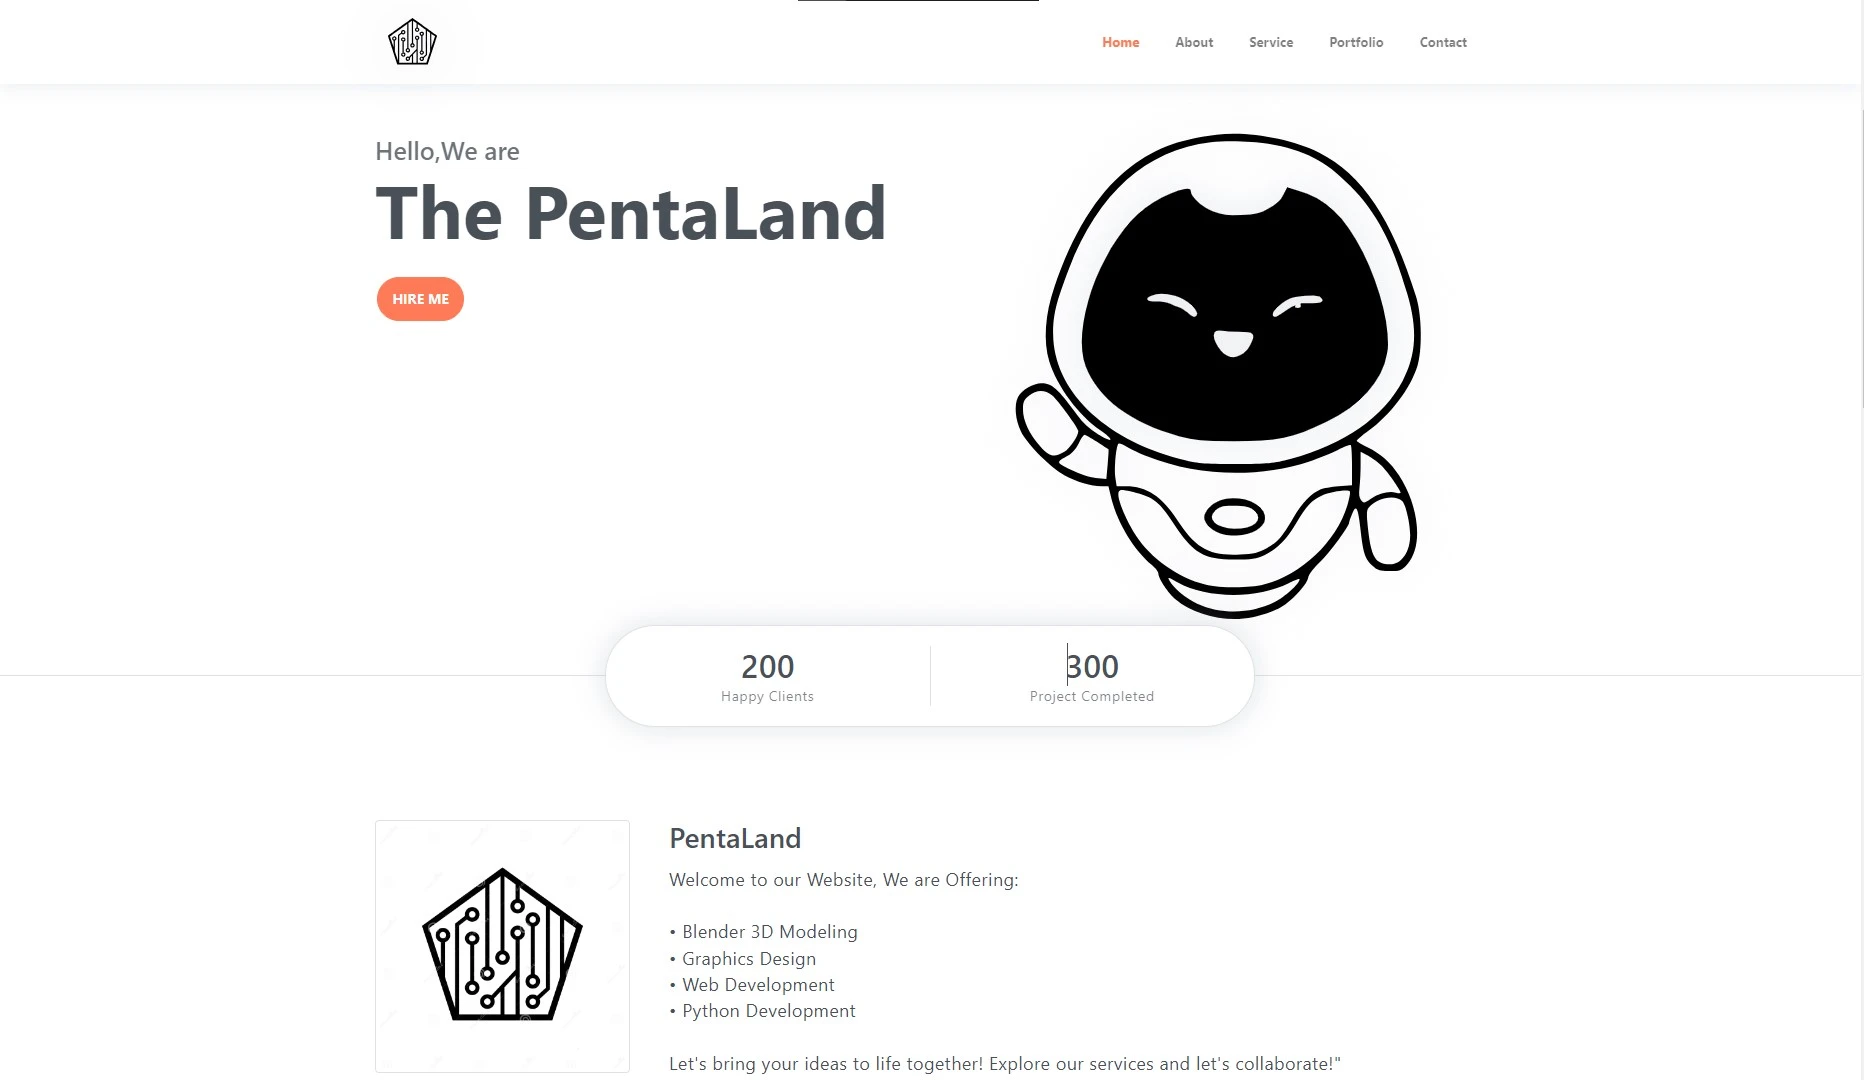 Home About Service Portfolio Contact
Hello,We are
The PentaLand
HIRE ME
200
Happy Clients
300
Project Completed
PentaLand
Welcome to our Website, We are Offering:
• Blender 3D Modeling
• Graphics Design
• Web Development
• Python Development
Let's bring your ideas to life together! Explore our services and let's collaborate!"